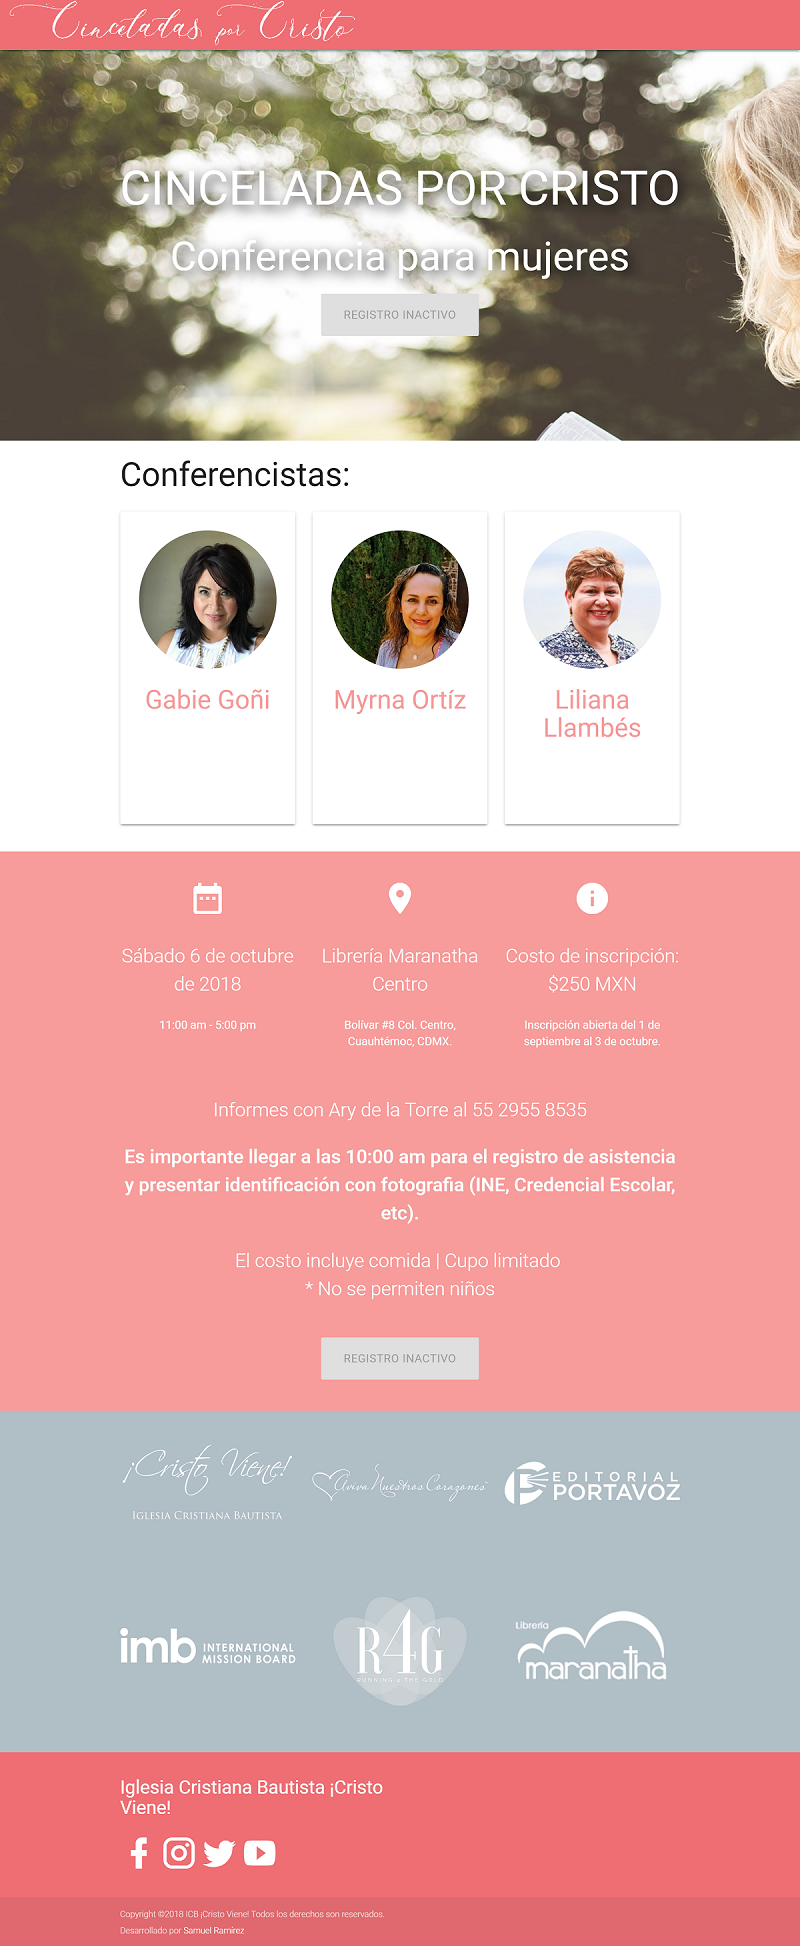 Cinceladas por Cristo
CINCELADAS POR CRISTO
Conferencia para mujeres
REGISTRO INACTIVO
Conferencistas:
Gabie Goñi
Myrna Ortíz
Liliana
Llambés
Sábado 6 de octubre
de 2018
11:00 am - 5:00 pm
Librería Maranatha
Centro
Bolívar #8 Col. Centro,
Cuauhtémoc, CDMX.
Costo de inscripción:
$250 MXN
Inscripción abierta del 1 de
septiembre al 3 de octubre.
Informes con Ary de la Torre al 55 2955 8535
Es importante llegar a las 10:00 am para el registro de asistencia
y presentar identificación con fotografia (INE, Credencial Escolar,
etc).
El costo incluye comida | Cupo limitado
* No se permiten niños
REGISTRO INACTIVO
¡Cristo Viene!
IGLESIA CRISTIANA BAUTISTA
Aviva Nuestros Corazones
EDITORIAL
PORTAVOZ
imb INTERNATIONAL
MISSION BOARD
R4G
RUNNING 4 THE GOLD
Librería
maranatha
Iglesia Cristiana Bautista ¡Cristo
Viene!
Copyright ©2018 ICB ¡Cristo Viene! Todos los derechos son reservados.
Desarrollado por Samuel Ramírez